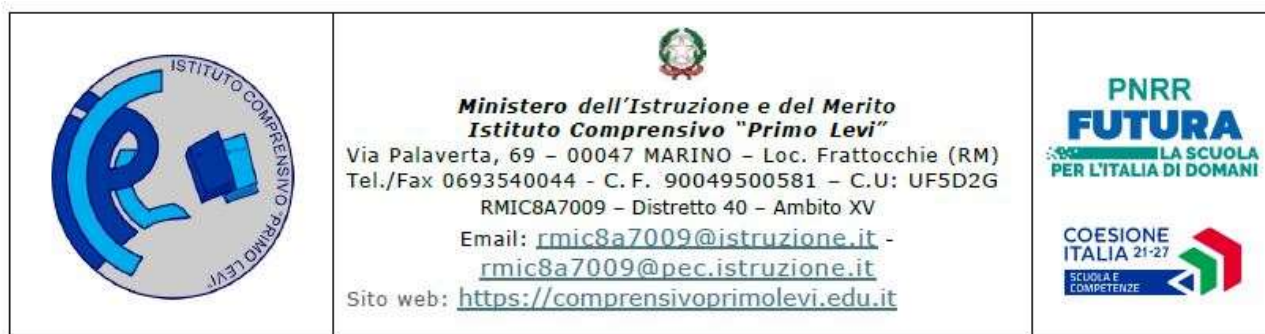 ISTITUTO COMPRENSIVO "PRIMO LEVI"
Ministero dell'Istruzione e del Merito
Istituto Comprensivo "Primo Levi"
Via Palaverta, 69 – 00047 MARINO – Loc. Frattocchie (RM)
Tel./Fax 0693540044 - C.F. 90049500581 – C.U: UF5D2G
RMIC8A7009 – Distretto 40 – Ambito XV
Email: rmic8a7009@istruzione.it -
rmic8a7009@pec.istruzione.it
Sito web: https://comprensivoprimolevi.edu.it
PNRR
FUTURA
LA SCUOLA
PER L'ITALIA DI DOMANI
COESIONE
ITALIA 21-27
SCUOLA E
COMPETENZE